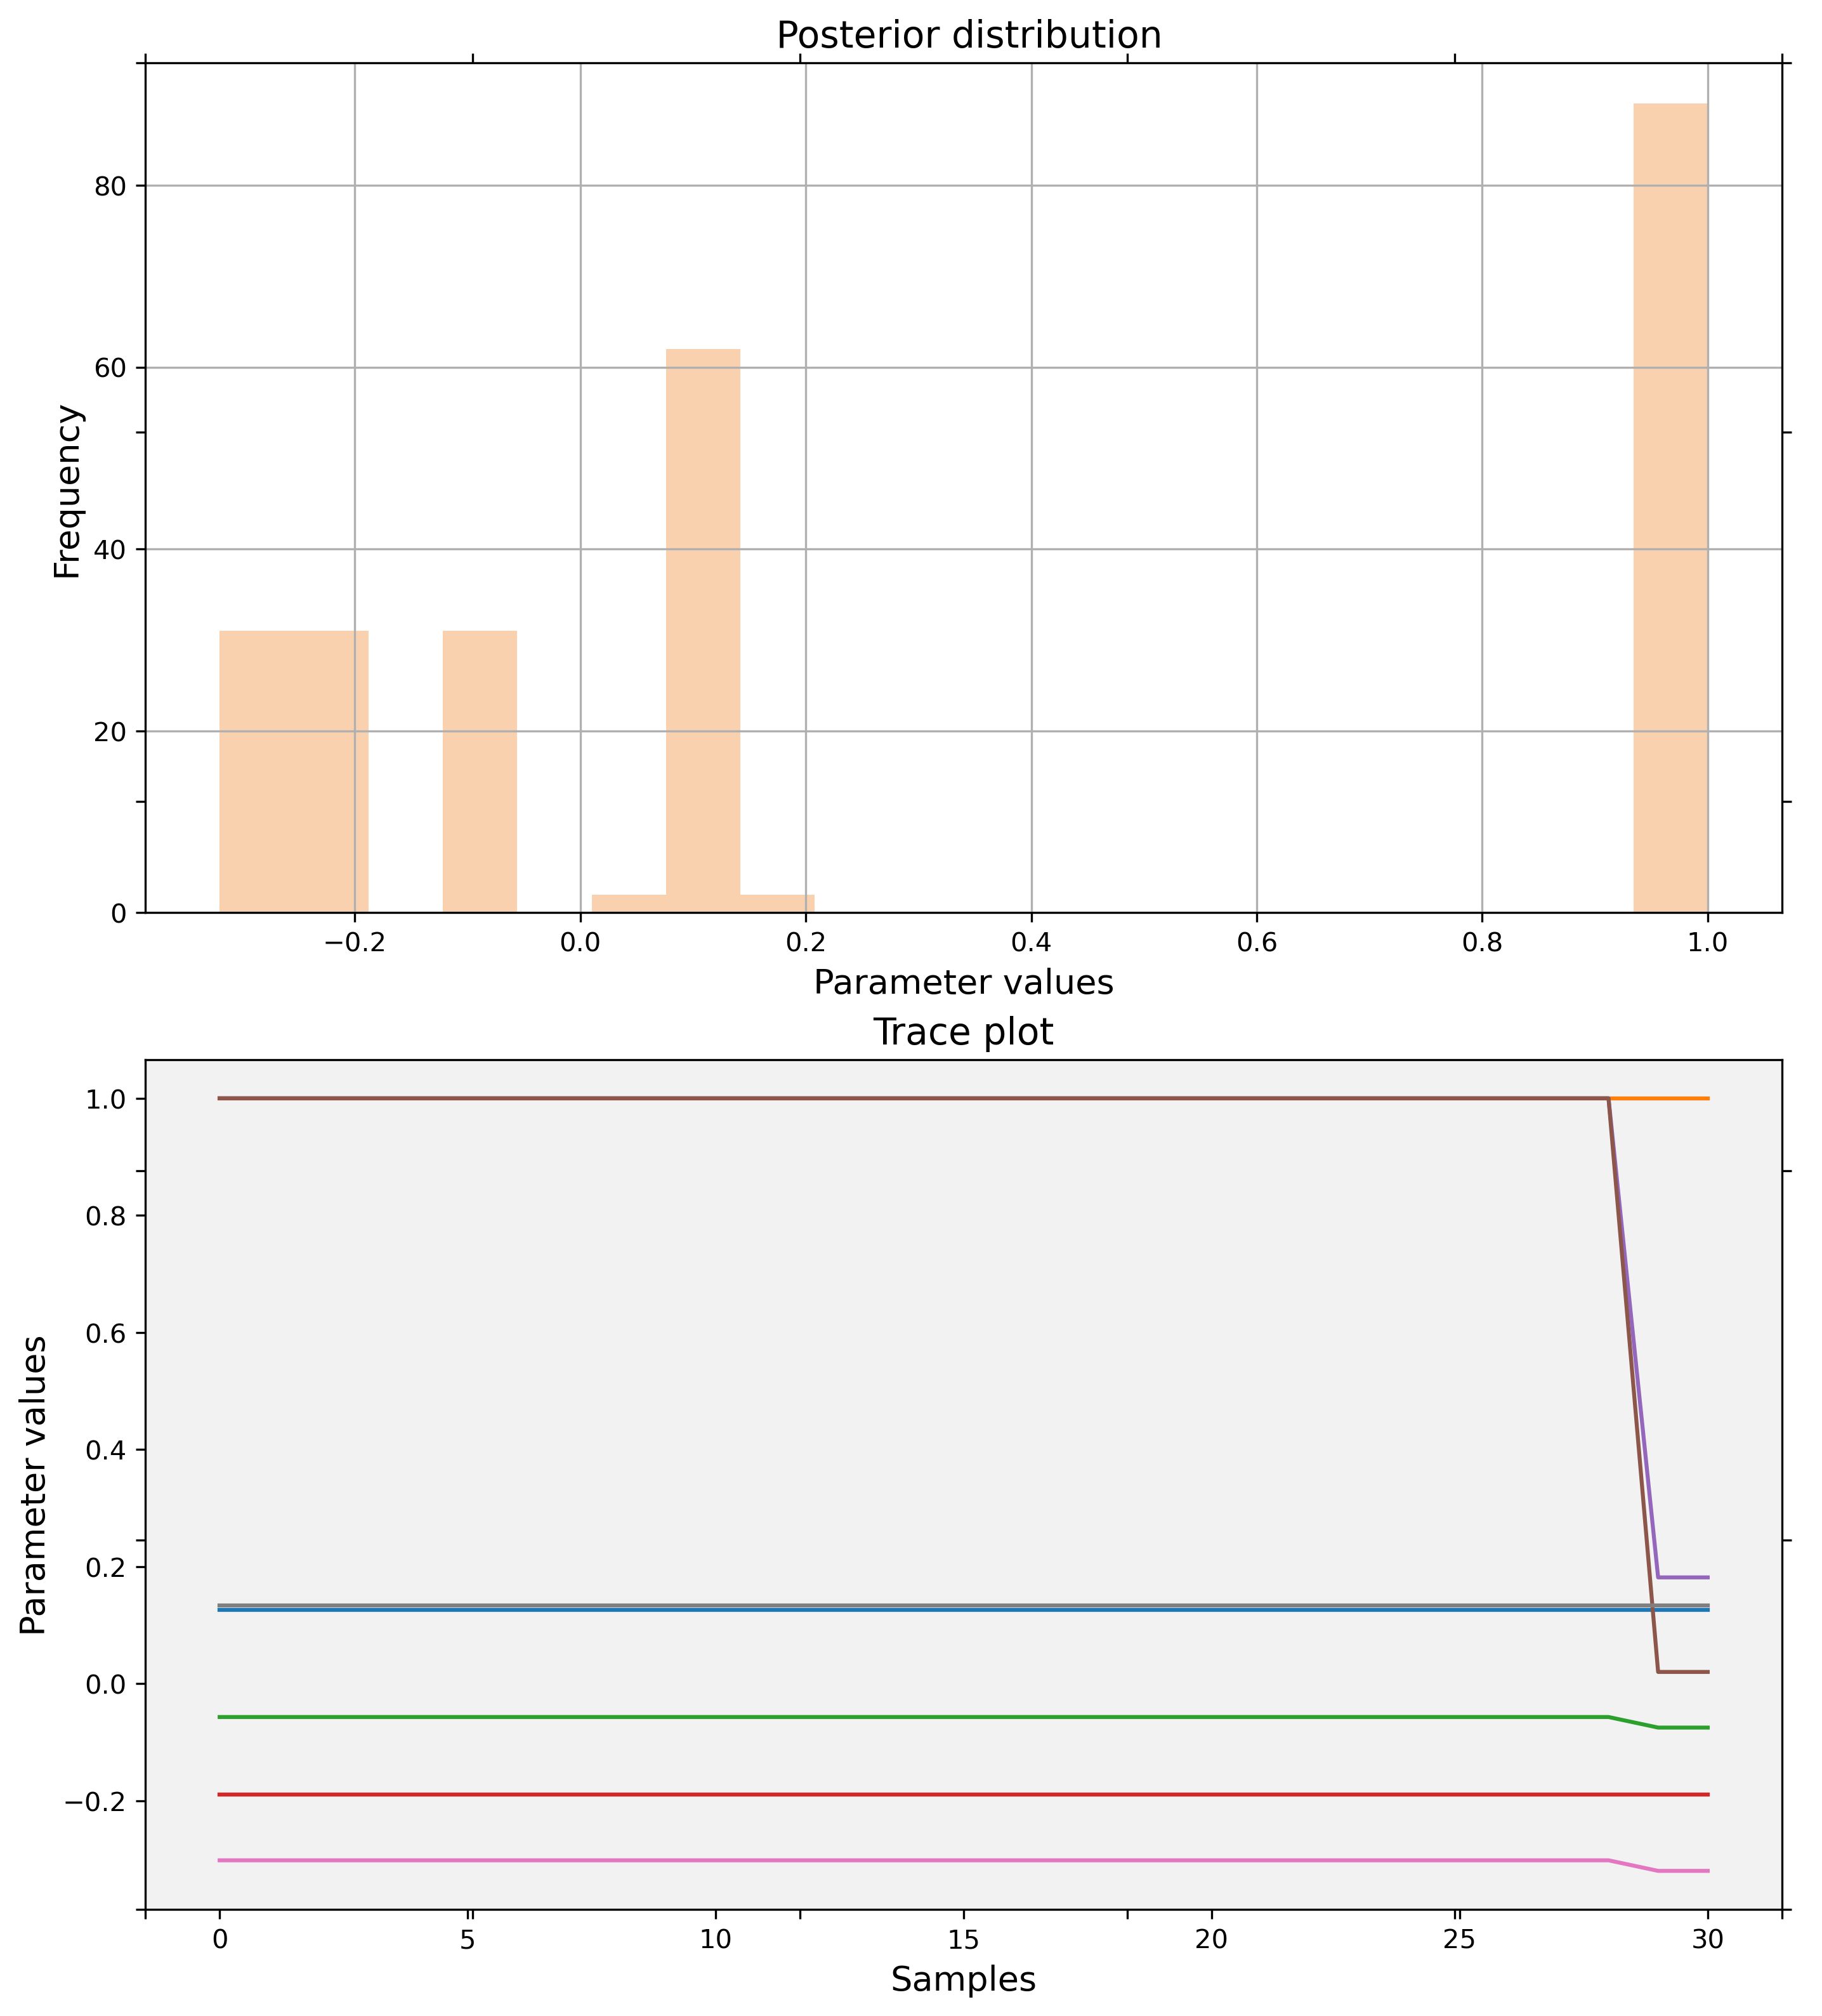 Posterior distribution
Frequency
80
60
40
20
0
−0.2 0.0 0.2 0.4 0.6 0.8 1.0
Parameter values
Trace plot
Parameter values
1.0
0.8
0.6
0.4
0.2
0.0
−0.2
0 5 10 15 20 25 30
Samples